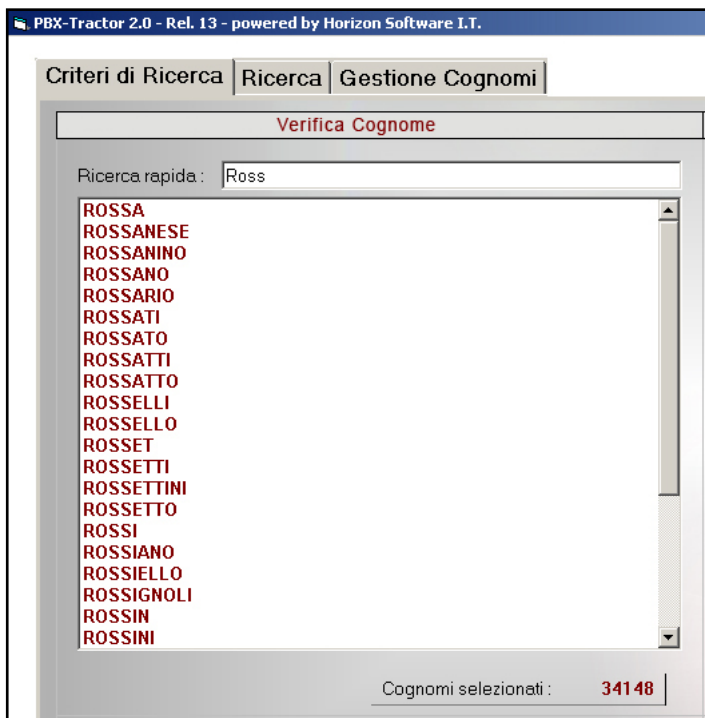 PBX-Tractor 2.0 - Rel. 13 - powered by Horizon Software I.T.
Criteri di Ricerca Ricerca Gestione Cognomi
Verifica Cognome
Ricerca rapida : Ross
ROSSA
ROSSANESE
ROSSANINO
ROSSANO
ROSSARIO
ROSSATI
ROSSATO
ROSSATTI
ROSSATTO
ROSSELLI
ROSSELLO
ROSSET
ROSSETTI
ROSSETTINI
ROSSETTO
ROSSI
ROSSIANO
ROSSIELLO
ROSSIGNOLI
ROSSIN
ROSSINI
Cognomi selezionati : 34148